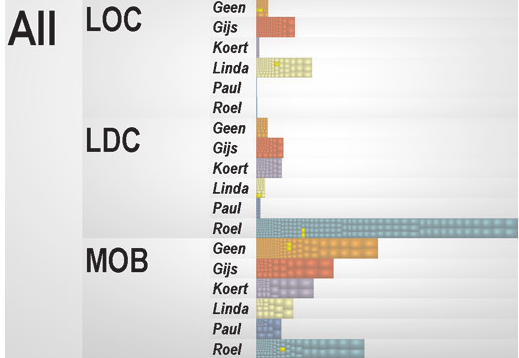 All
LOC
Geen
Gijs
Koert
Linda
Paul
Roel
LDC
Geen
Gijs
Koert
Linda
Paul
Roel
MOB
Geen
Gijs
Koert
Linda
Paul
Roel